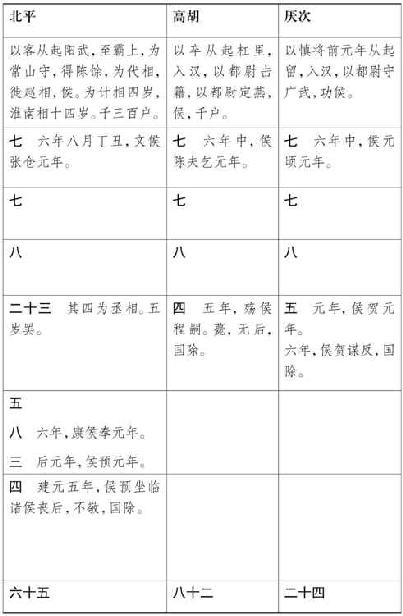 北平
高胡
厌次
以客从起阳武，至霸上，为
常山守，得陈馀，为代相，
徙赵相，侯。为计相四岁，
淮南相十四岁。千三百户。
以卒从起杠里，
入汉，以都尉击
籍，以都尉定燕，
侯，千户。
以慎将前元年从起
留，入汉，以都尉守
广武，功侯。
七 六年八月丁丑，文侯
张仓元年。
七 六年中，侯
陈夫乞元年。
七 六年中，侯元
顷元年。
七
七
七
八
八
八
二十三 其四为丞相。五
岁罢。
四 五年，殇侯
程嗣。薨，无后，
国除。
五 元年，侯贺元
年。
六年，侯贺谋反，国
除。
五
八 六年，康侯奉元年。
三 后元年，侯预元年。
四 建元五年，侯预坐临
诸侯丧后，不敬，国除。
六十五
八十二
二十四